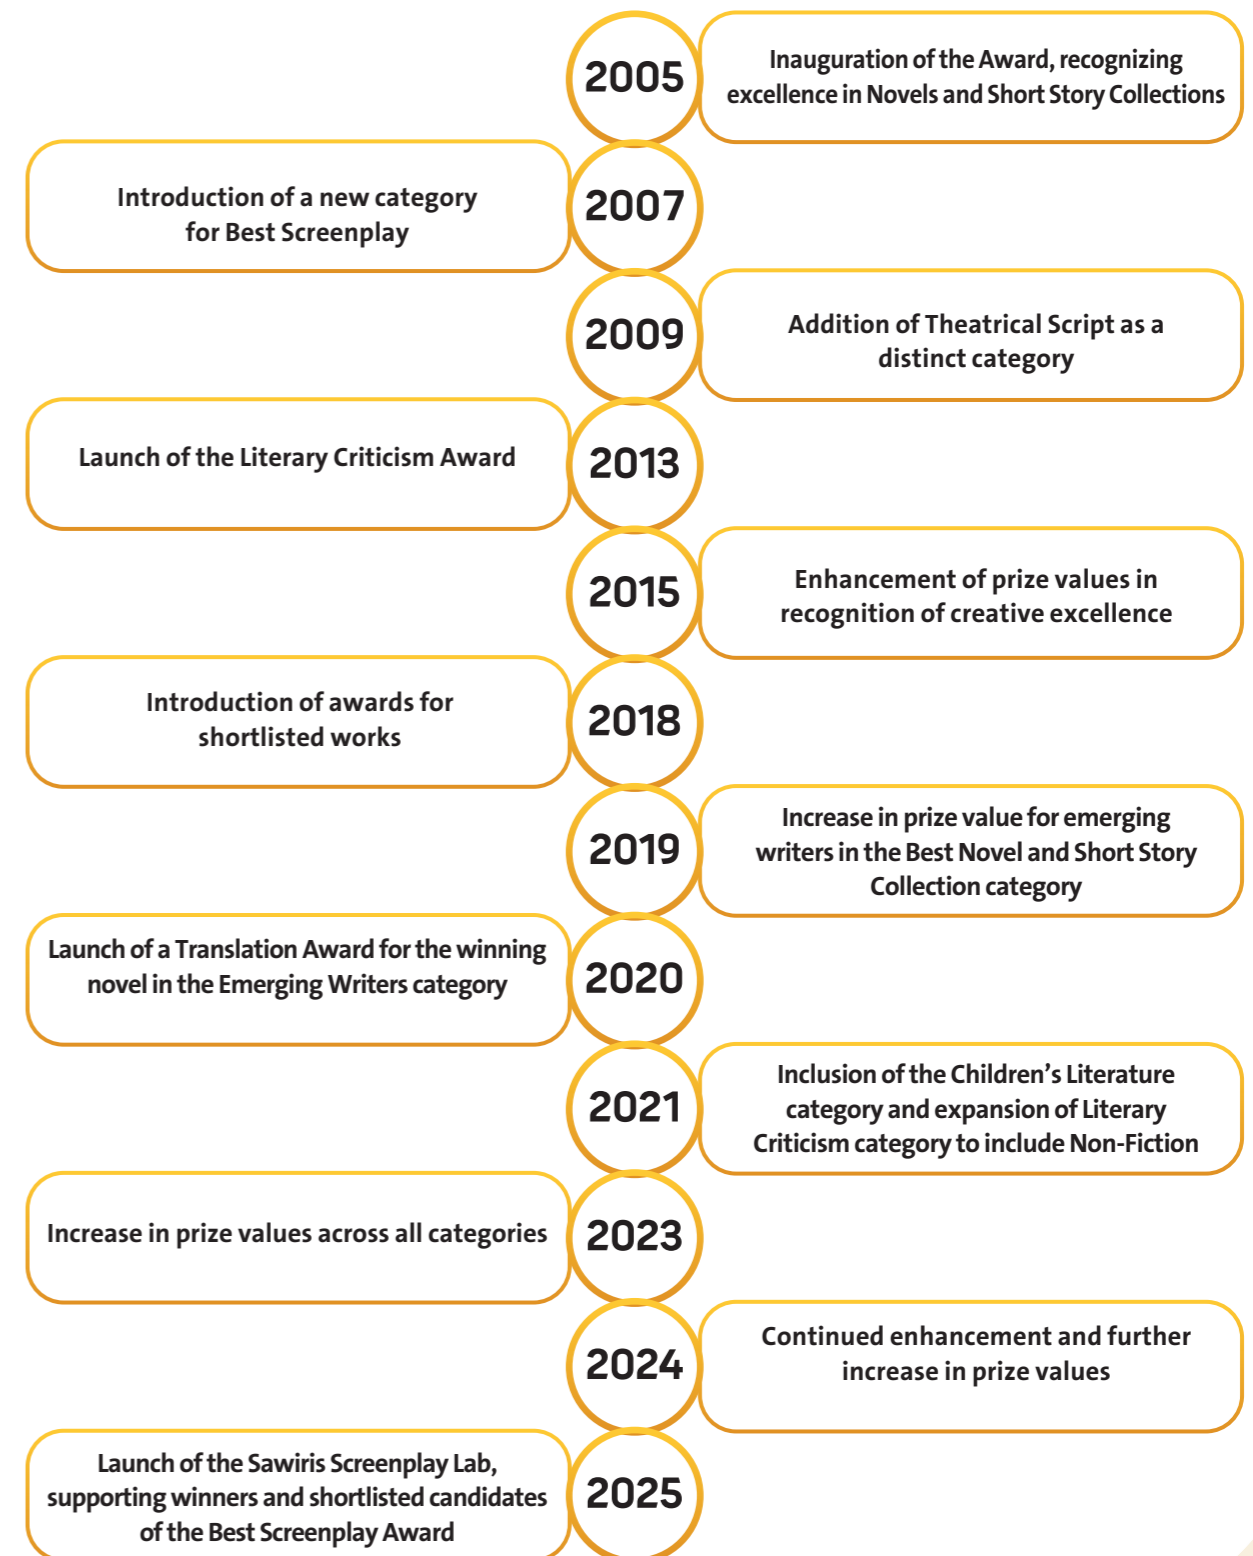 2005
Inauguration of the Award, recognizing
excellence in Novels and Short Story Collections
2007
Introduction of a new category
for Best Screenplay
2009
Addition of Theatrical Script as a
distinct category
2013
Launch of the Literary Criticism Award
2015
Enhancement of prize values in
recognition of creative excellence
2018
Introduction of awards for
shortlisted works
2019
Increase in prize value for emerging
writers in the Best Novel and Short Story
Collection category
2020
Launch of a Translation Award for the winning
novel in the Emerging Writers category
2021
Inclusion of the Children's Literature
category and expansion of Literary
Criticism category to include Non-Fiction
2023
Increase in prize values across all categories
2024
Continued enhancement and further
increase in prize values
2025
Launch of the Sawiris Screenplay Lab,
supporting winners and shortlisted candidates
of the Best Screenplay Award